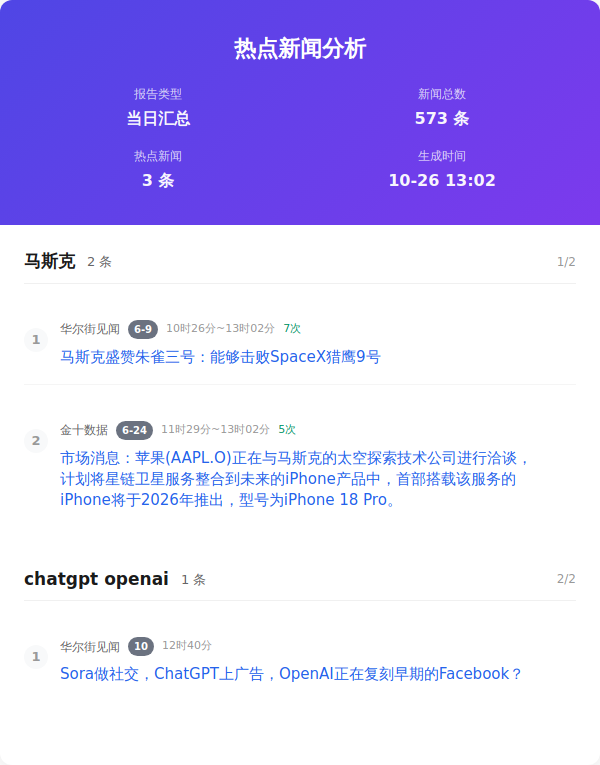 热点新闻分析
报告类型
新闻总数
当日汇总
573 条
热点新闻
生成时间
3 条
10-26 13:02
马斯克 2 条 1/2
1 华尔街见闻 6-9 10时26分~13时02分 7次
马斯克盛赞朱雀三号：能够击败SpaceX猎鹰9号
2 金十数据 6-24 11时29分~13时02分 5次
市场消息：苹果(AAPL.O)正在与马斯克的太空探索技术公司进行洽谈，
计划将星链卫星服务整合到未来的iPhone产品中，首部搭载该服务的
iPhone将于2026年推出，型号为iPhone 18 Pro。
chatgpt openai 1 条 2/2
1 华尔街见闻 10 12时40分
Sora做社交，ChatGPT上广告，OpenAI正在复刻早期的Facebook？